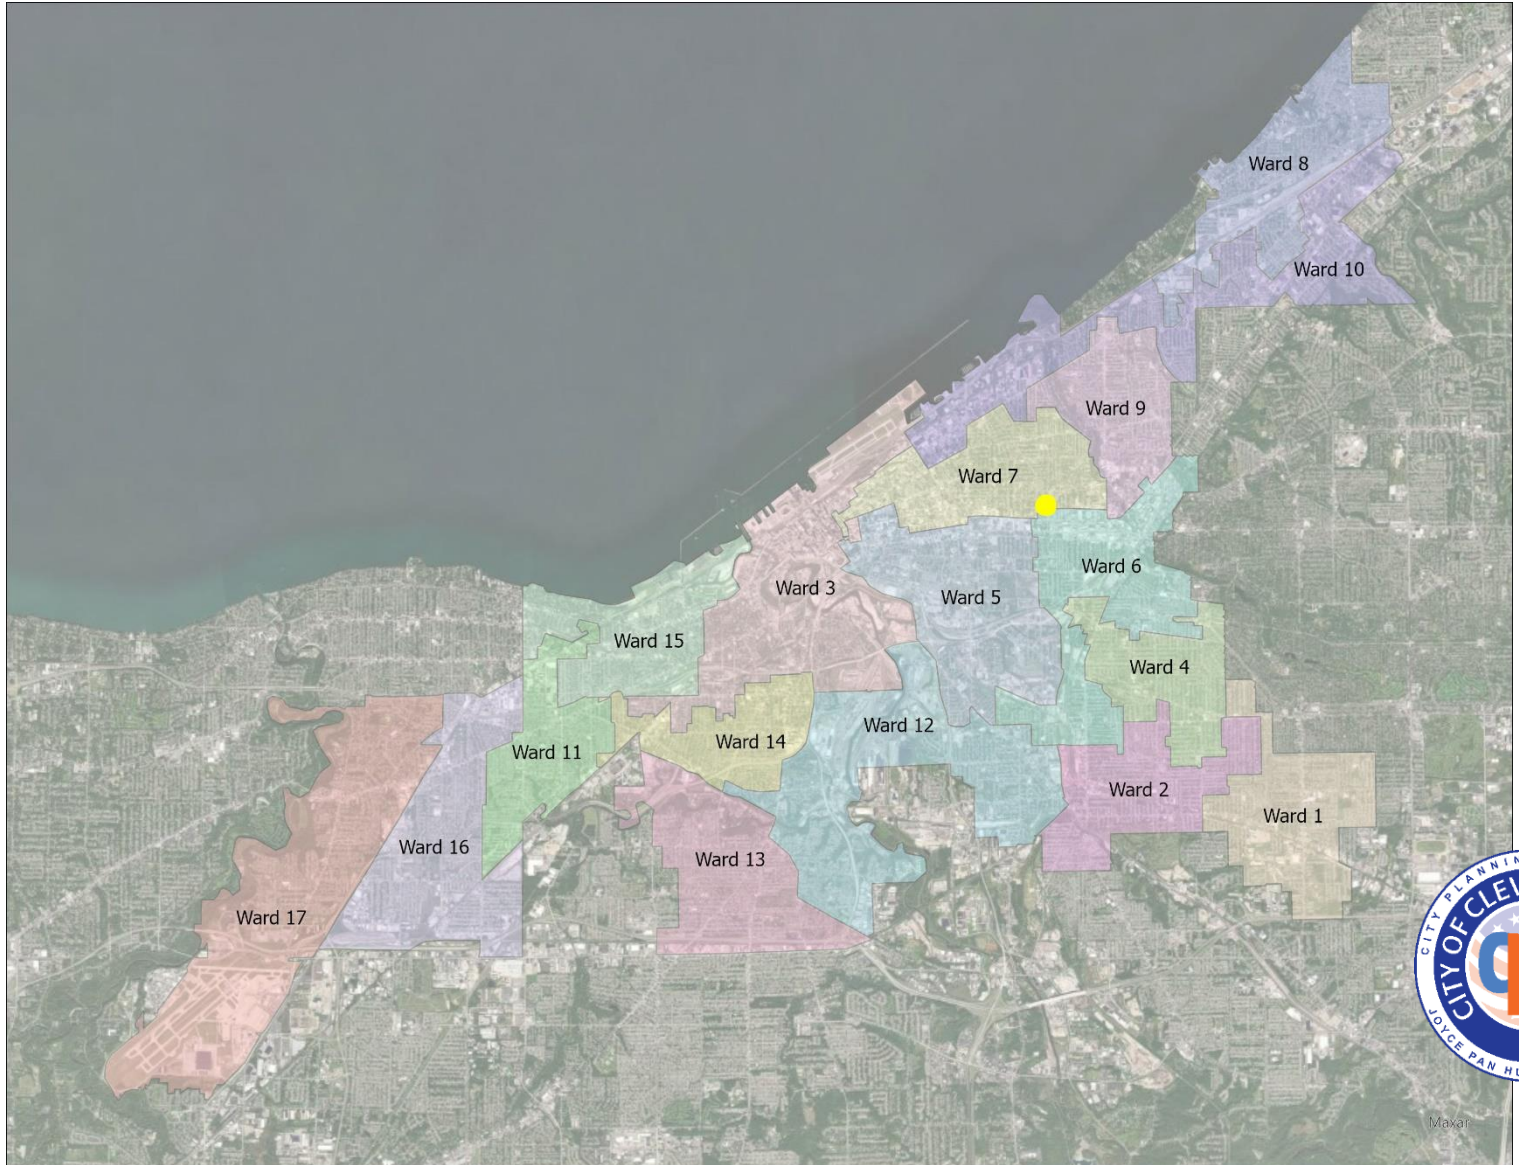 Ward 8
Ward 10
Ward 9
Ward 7
Ward 6
Ward 3
Ward 5
Ward 15
Ward 4
Ward 12
Ward 14
Ward 11
Ward 2
Ward 1
Ward 16
Ward 13
Ward 17
CITY PLANNIN
CITY OF CLE
JOYCE PAN HU
Maxar